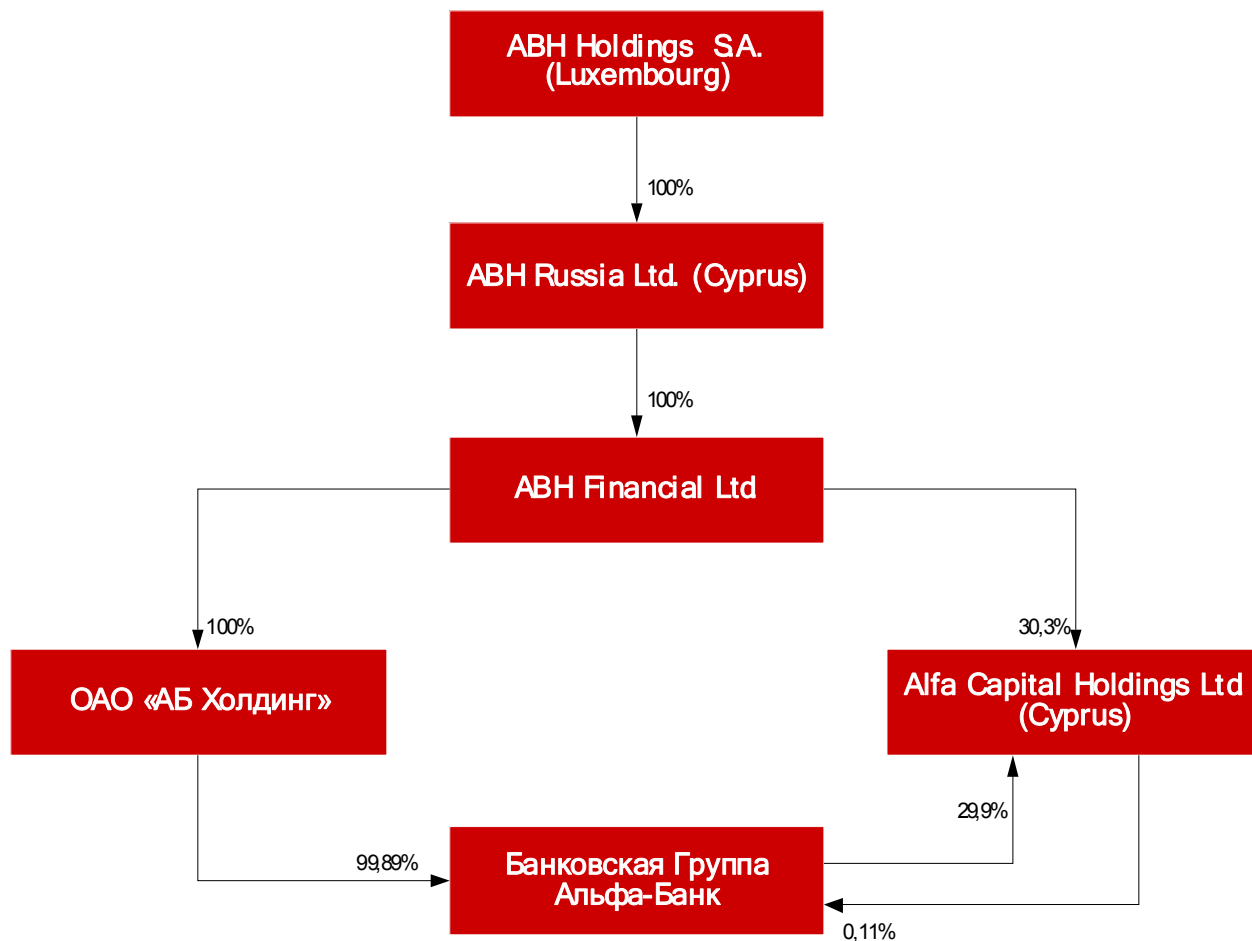 ABH Holdings S.A.
(Luxembourg)
100%
ABH Russia Ltd. (Cyprus)
100%
ABH Financial Ltd
100%
30,3%
ОАО «АБ Холдинг»
Alfa Capital Holdings Ltd
(Cyprus)
29,9%
99,89%
Банковская Группа
Альфа-Банк
0,11%